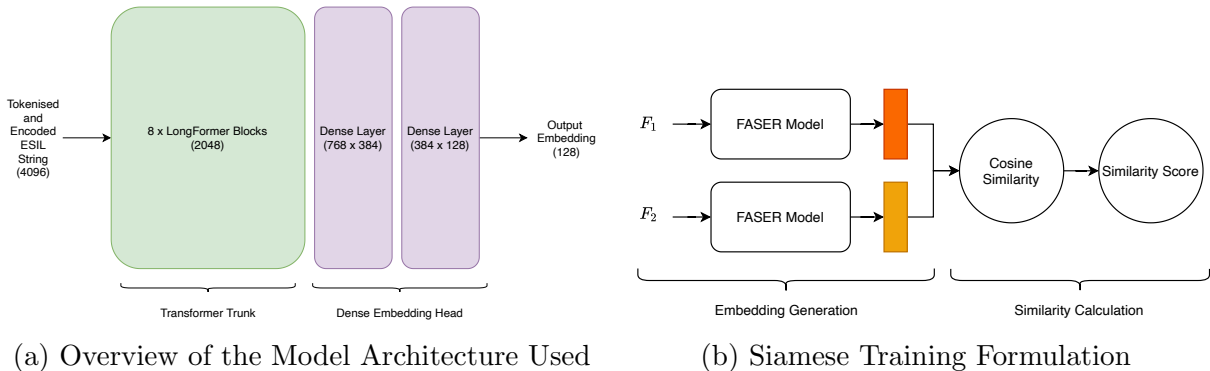 Tokenised
and
Encoded
ESIL
String
(4096)
8 x LongFormer Blocks
(2048)
Dense Layer
(768 x 384)
Dense Layer
(384 x 128)
Output
Embedding
(128)
Transformer Trunk
Dense Embedding Head
(a) Overview of the Model Architecture Used
F1
FASER Model
F2
FASER Model
Cosine
Similarity
Similarity Score
Embedding Generation
Similarity Calculation
(b) Siamese Training Formulation